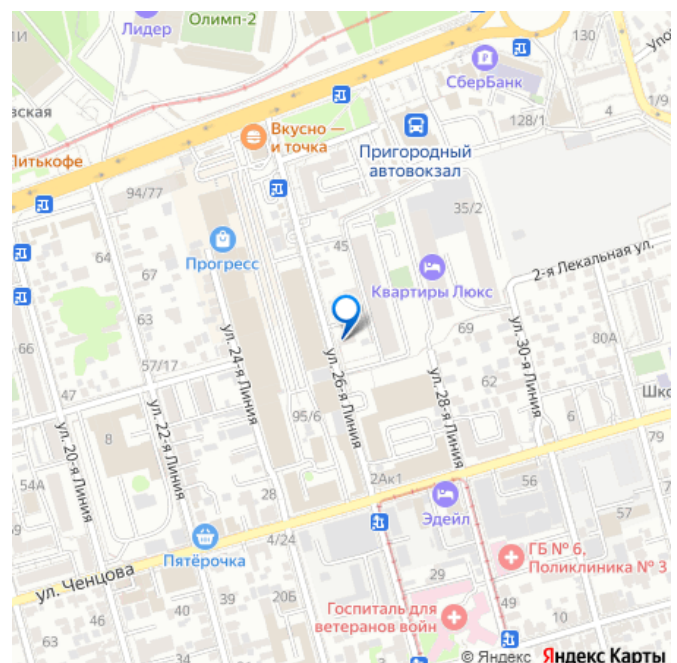 Олимп-2
Лидер
130
СберБанк
1/9
вская
Вкусно —
и точка
128/1
4
Питькофе
Пригородный
автовокзал
94/77
35/2
45
64
Прогресс
2-я Лекальная ул.
67
Квартиры Люкс
63
ул. 24-я Линия
69
ул. 30-я Линия
80А
66
57/17
ул. 26-я Линия
ул. 28-я Линия
62
47
ул. 22-я Линия
Шко
ул. 20-я Линия
95/6
6
8
79
54А
28
2Ак1
56
Эдейл
57
Пятёрочка
4/24
ГБ № 6,
Поликлиника № 3
ул. Ченцова
29
40
39
20Б
Госпиталь для
ветеранов войн
49
10
63
46
34
© Яндекс Яндекс Карты